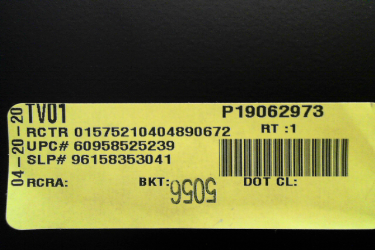 04-20-20
TV01 P19062973
RCTR 01575210404890672 RT :1
UPC# 60958525239
SLP# 96158353041
RCRA: BKT: 5056 DOT CL: